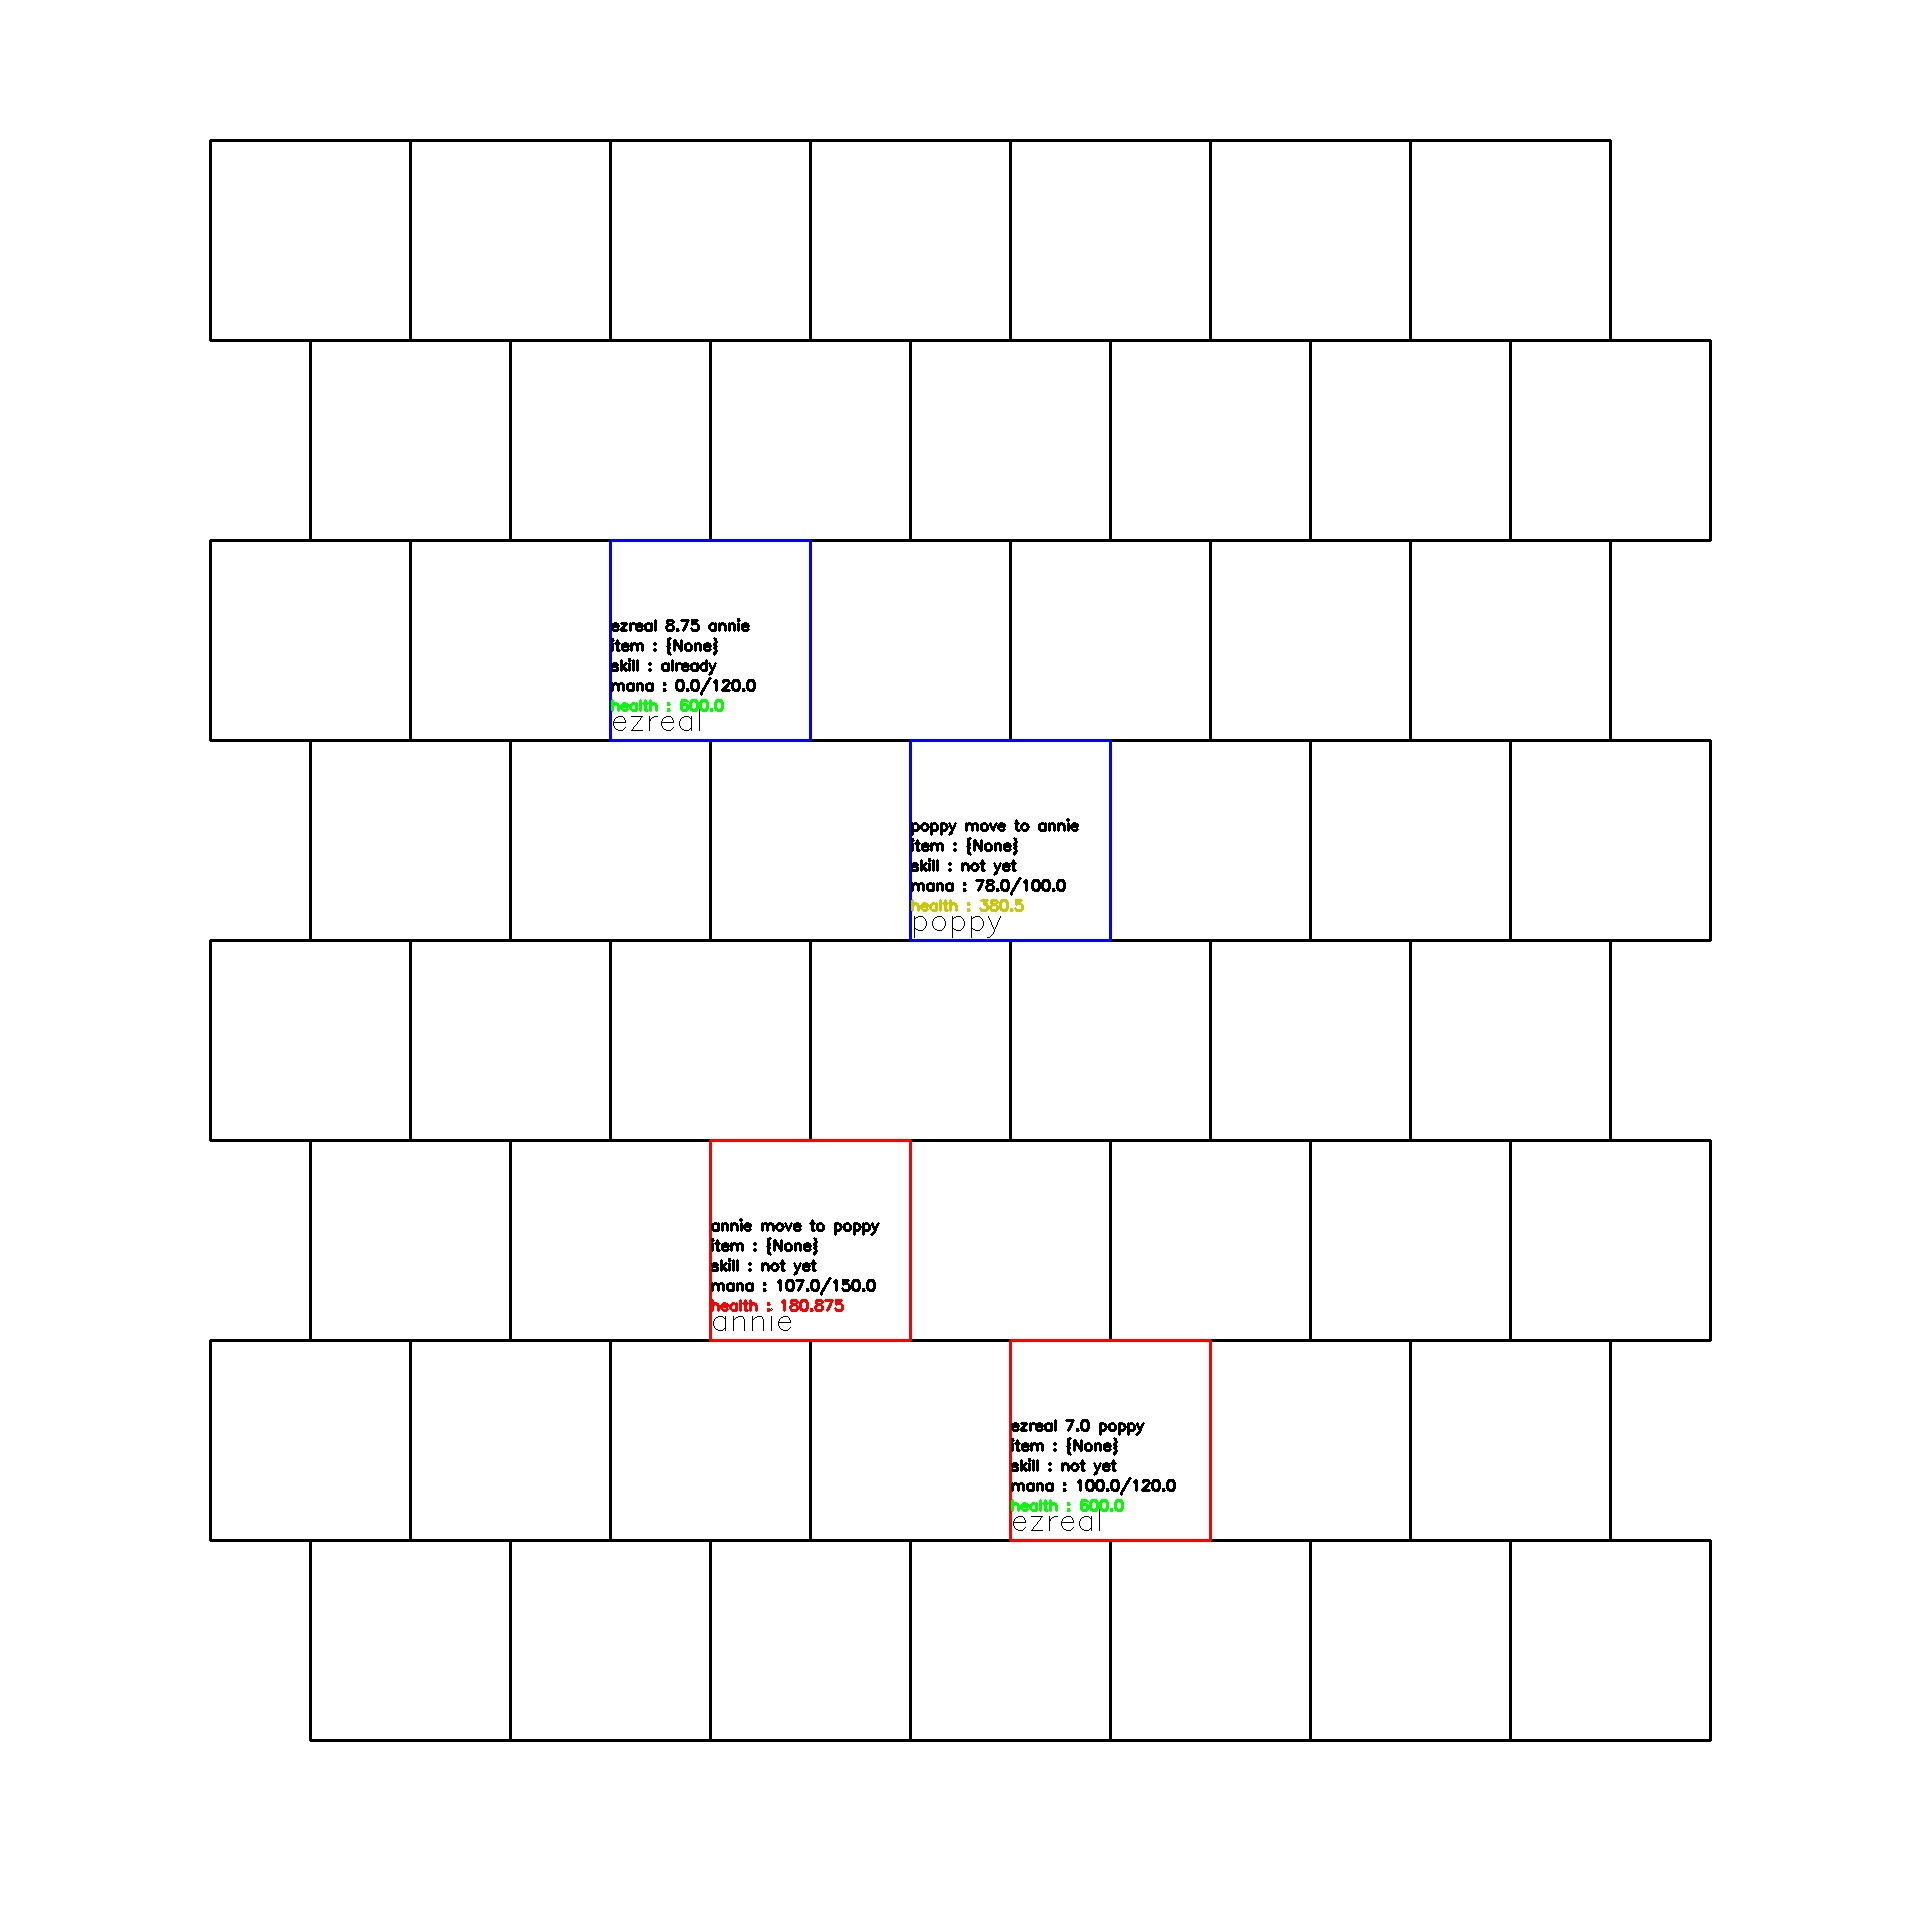 ezreal 8.75 annie
item : {None}
skill : already
mana : 0.0/120.0
health : 600.0
ezreal
poppy move to annie
item : {None}
skill : not yet
mana : 78.0/100.0
health : 380.5
poppy
annie move to poppy
item : {None}
skill : not yet
mana : 107.0/150.0
health : 180.875
annie
ezreal 7.0 poppy
item : {None}
skill : not yet
mana : 100.0/120.0
health : 600.0
ezreal